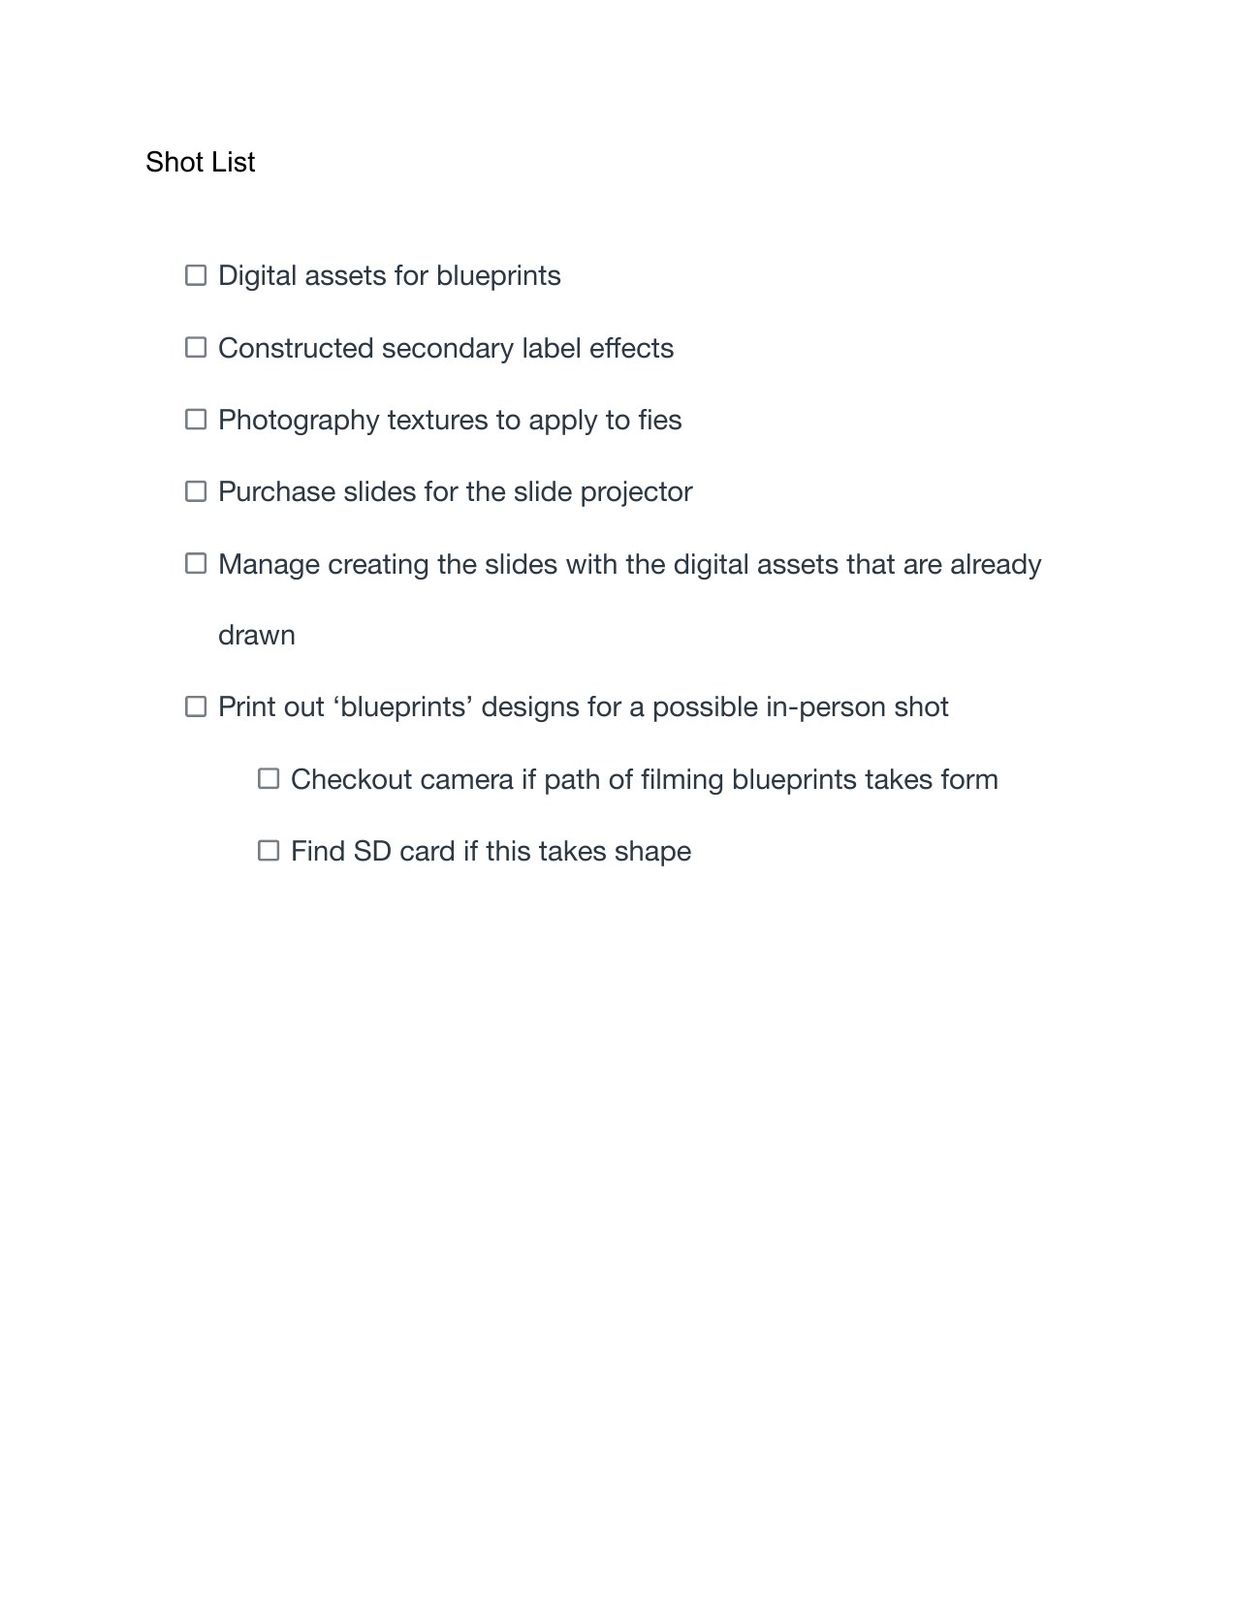 Shot List
Digital assets for blueprints
Constructed secondary label effects
Photography textures to apply to fies
Purchase slides for the slide projector
Manage creating the slides with the digital assets that are already
drawn
Print out ‘blueprints’ designs for a possible in-person shot
Checkout camera if path of filming blueprints takes form
Find SD card if this takes shape